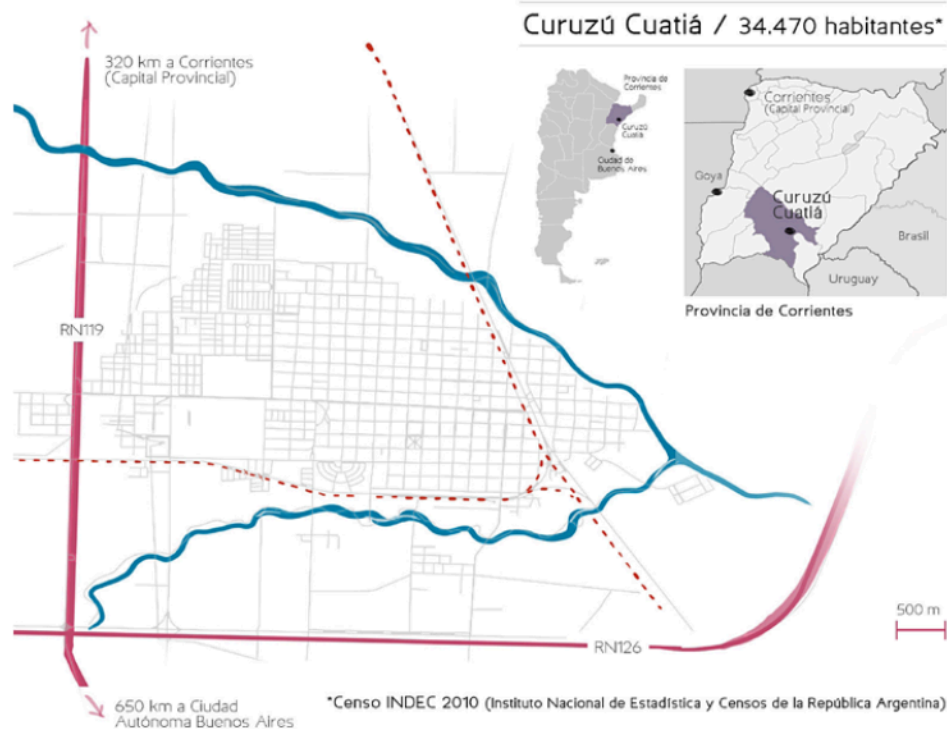 Curuzú Cuatiá / 34.470 habitantes*
320 km a Corrientes
(Capital Provincial)
Provincia de
Corrientes
Curuzú
Cuatiá
Ciudad de
Buenos Aires
Corrientes
(Capital Provincial)
Goya
Curuzú
Cuatiá
Brasil
Uruguay
Provincia de Corrientes
RN119
500 m
RN126
650 km a Ciudad
Autónoma Buenos Aires
*Censo INDEC 2010 (Instituto Nacional de Estadística y Censos de la República Argentina)